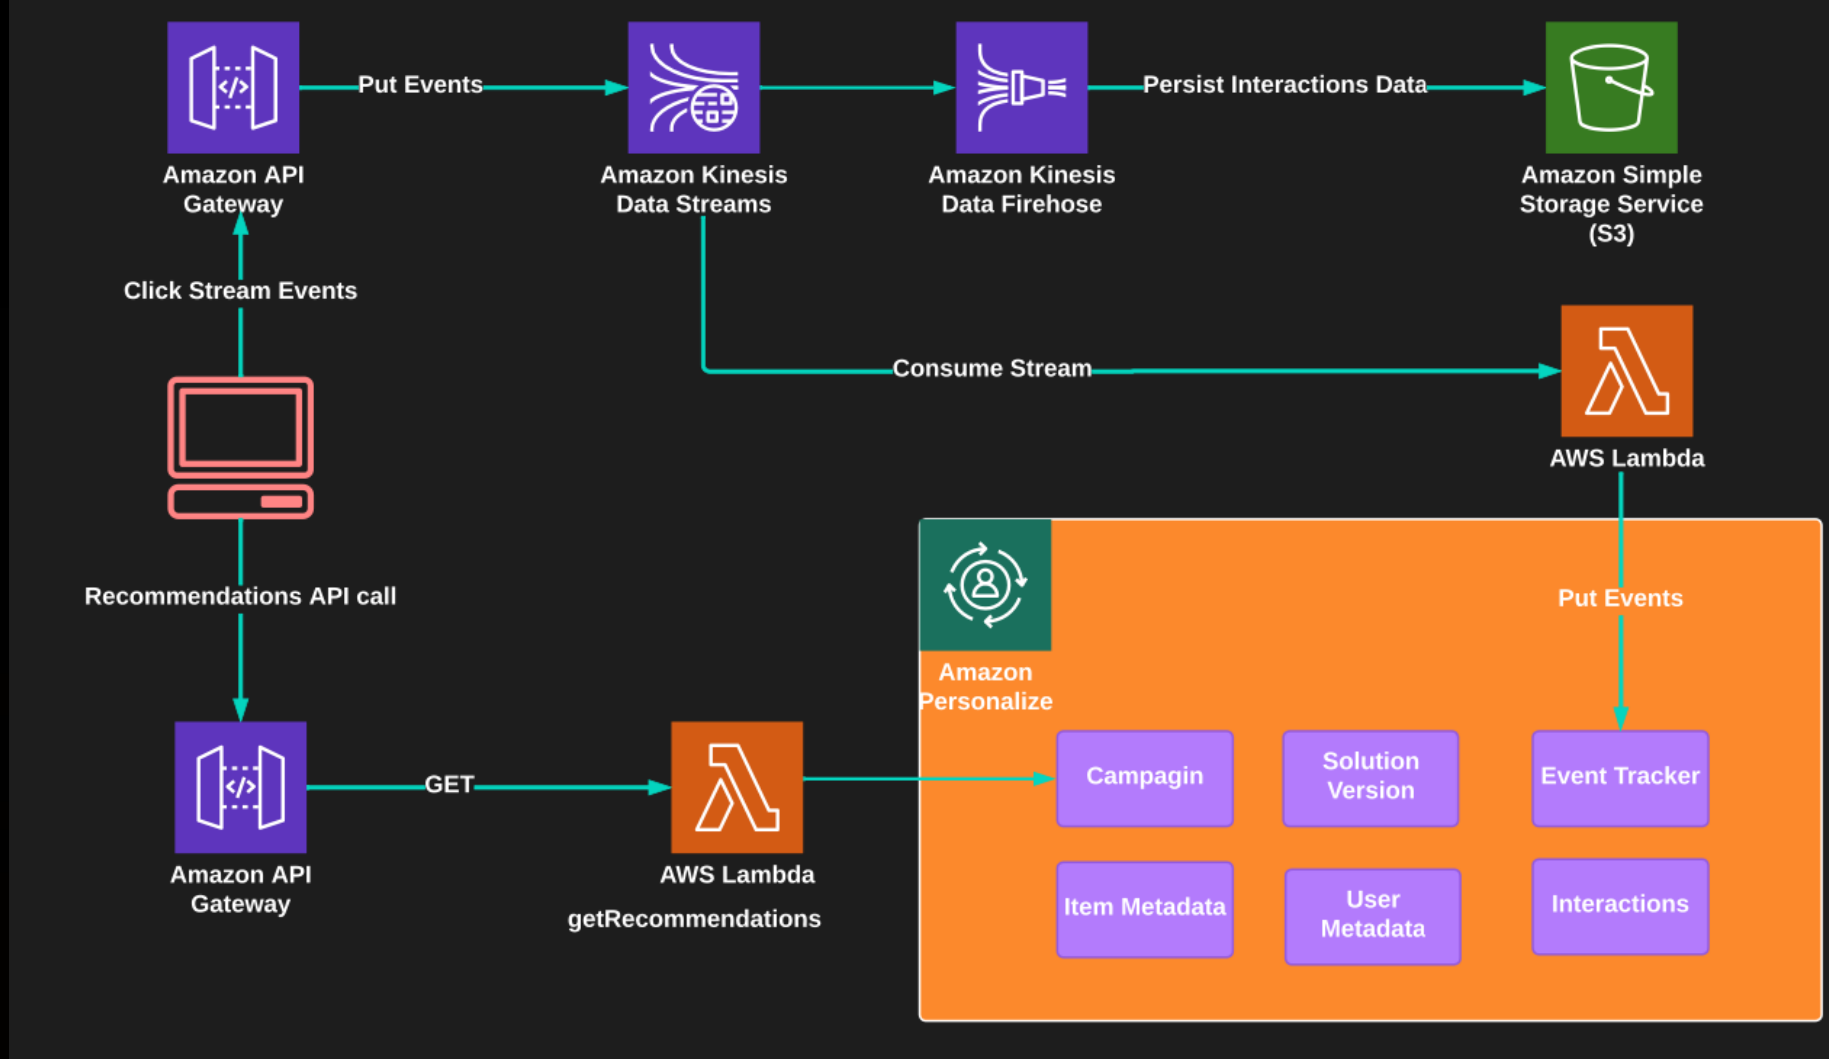 Put Events
Persist Interactions Data
Amazon API
Gateway
Amazon Kinesis
Data Streams
Amazon Kinesis
Data Firehose
Amazon Simple
Storage Service
(S3)
Click Stream Events
Consume Stream
AWS Lambda
Recommendations API call
Put Events
Amazon
Personalize
GET
Campagin
Solution
Version
Event Tracker
Amazon API
Gateway
AWS Lambda
getRecommendations
Item Metadata
User
Metadata
Interactions